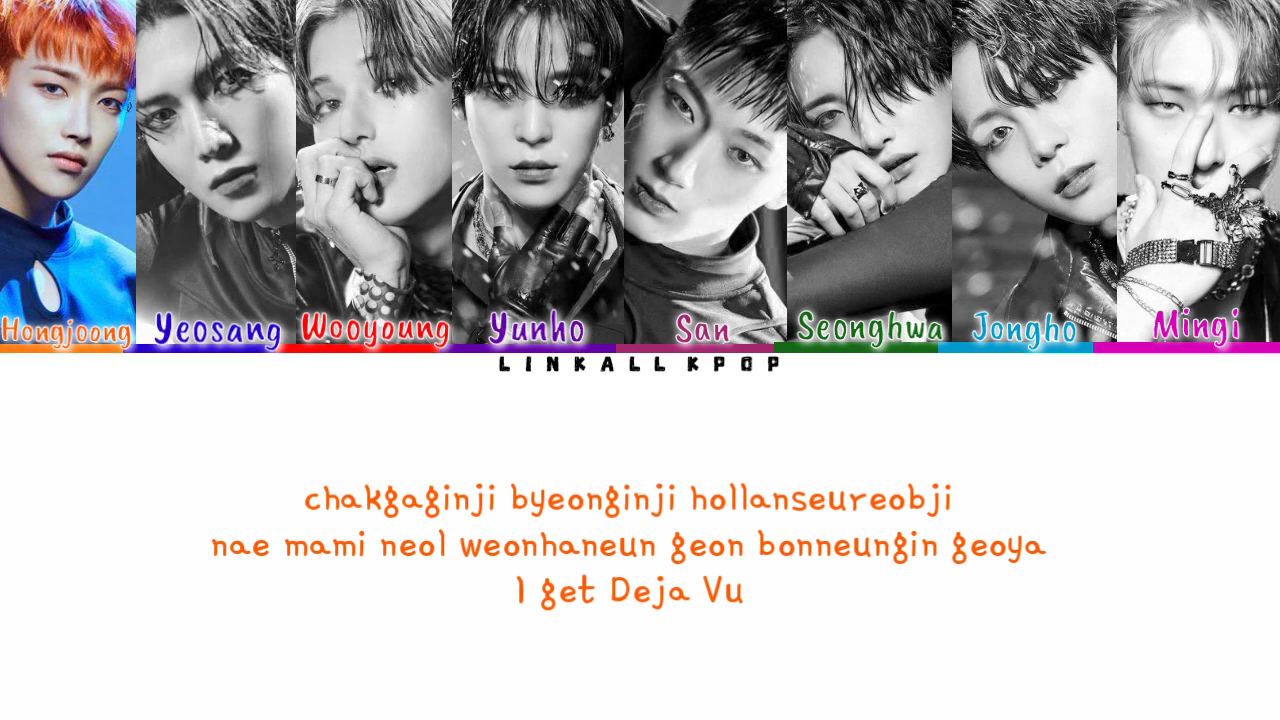 Hongjoong Yeosang Wooyoung Yunho San Seonghwa Jongho Mingi
LINKALL KPOP
chakgaginji byeonginji hollanseureobji
nae mami neol weonhaneun geon bonneungin geoya
I get Deja Vu